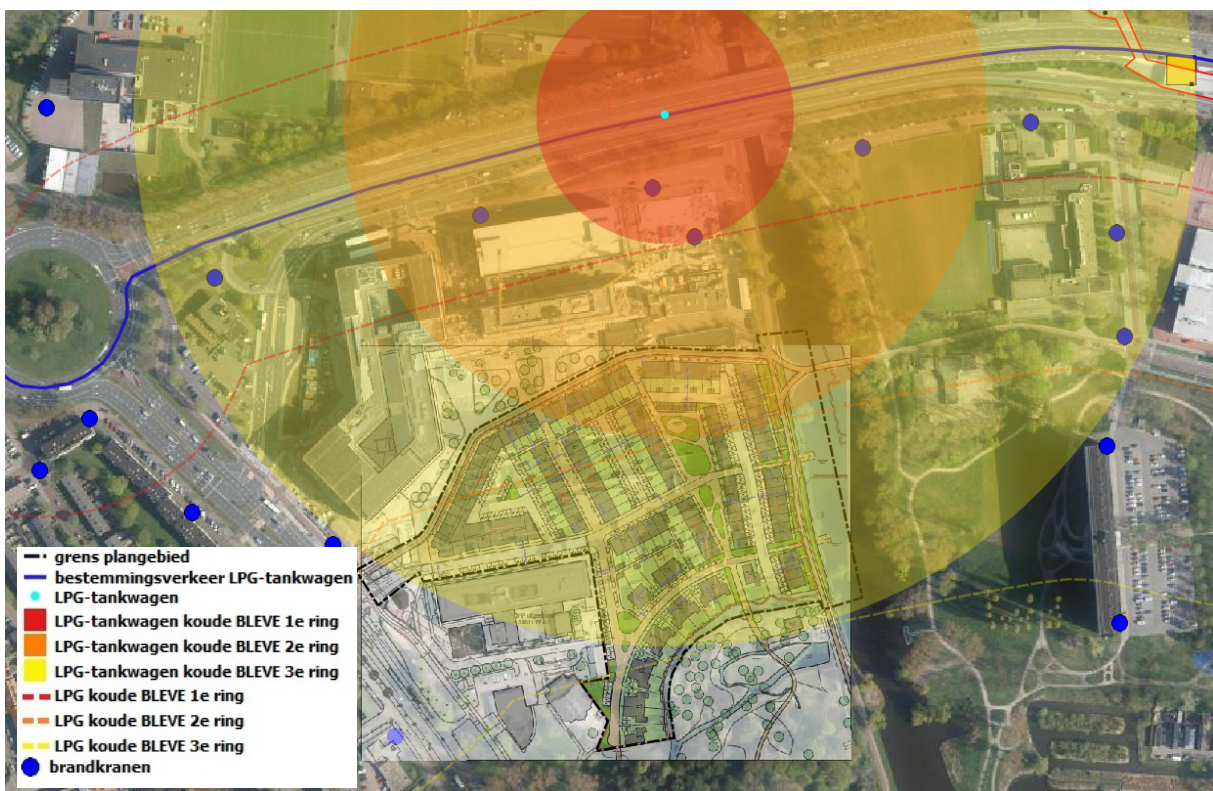 grens plangebied
bestemmingsverkeer LPG-tankwagen
LPG-tankwagen
LPG-tankwagen koude BLEVE 1e ring
LPG-tankwagen koude BLEVE 2e ring
LPG-tankwagen koude BLEVE 3e ring
LPG koude BLEVE 1e ring
LPG koude BLEVE 2e ring
LPG koude BLEVE 3e ring
brandkranen